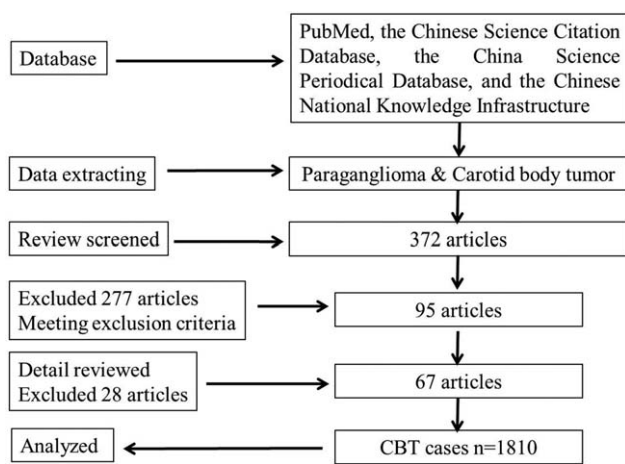 Database
PubMed, the Chinese Science Citation
Database, the China Science
Periodical Database, and the Chinese
National Knowledge Infrastructure
Data extracting
Paraganglioma & Carotid body tumor
Review screened
372 articles
Excluded 277 articles
Meeting exclusion criteria
95 articles
Detail reviewed
Excluded 28 articles
67 articles
Analyzed
CBT cases n=1810